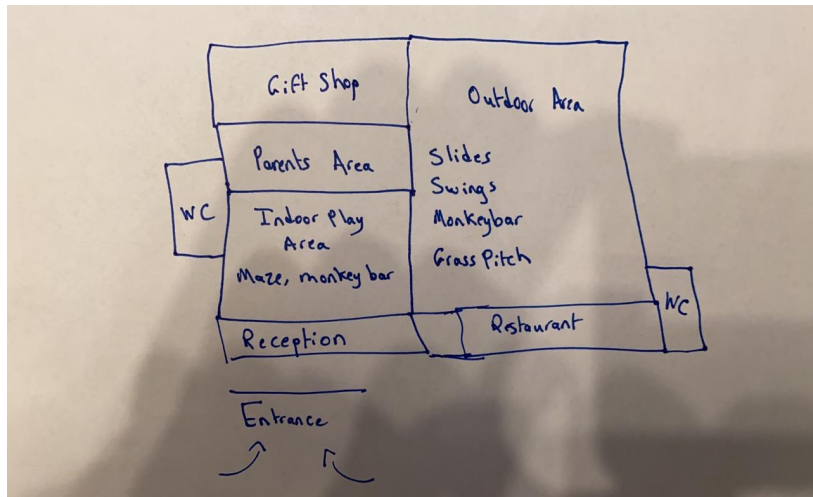 Gift Shop
Outdoor Area
Parents Area
Slides
Swings
Monkeybar
Grass Pitch
WC
Indoor Play
Area
Maze, monkey bar
WC
Reception
Restaurant
Entrance